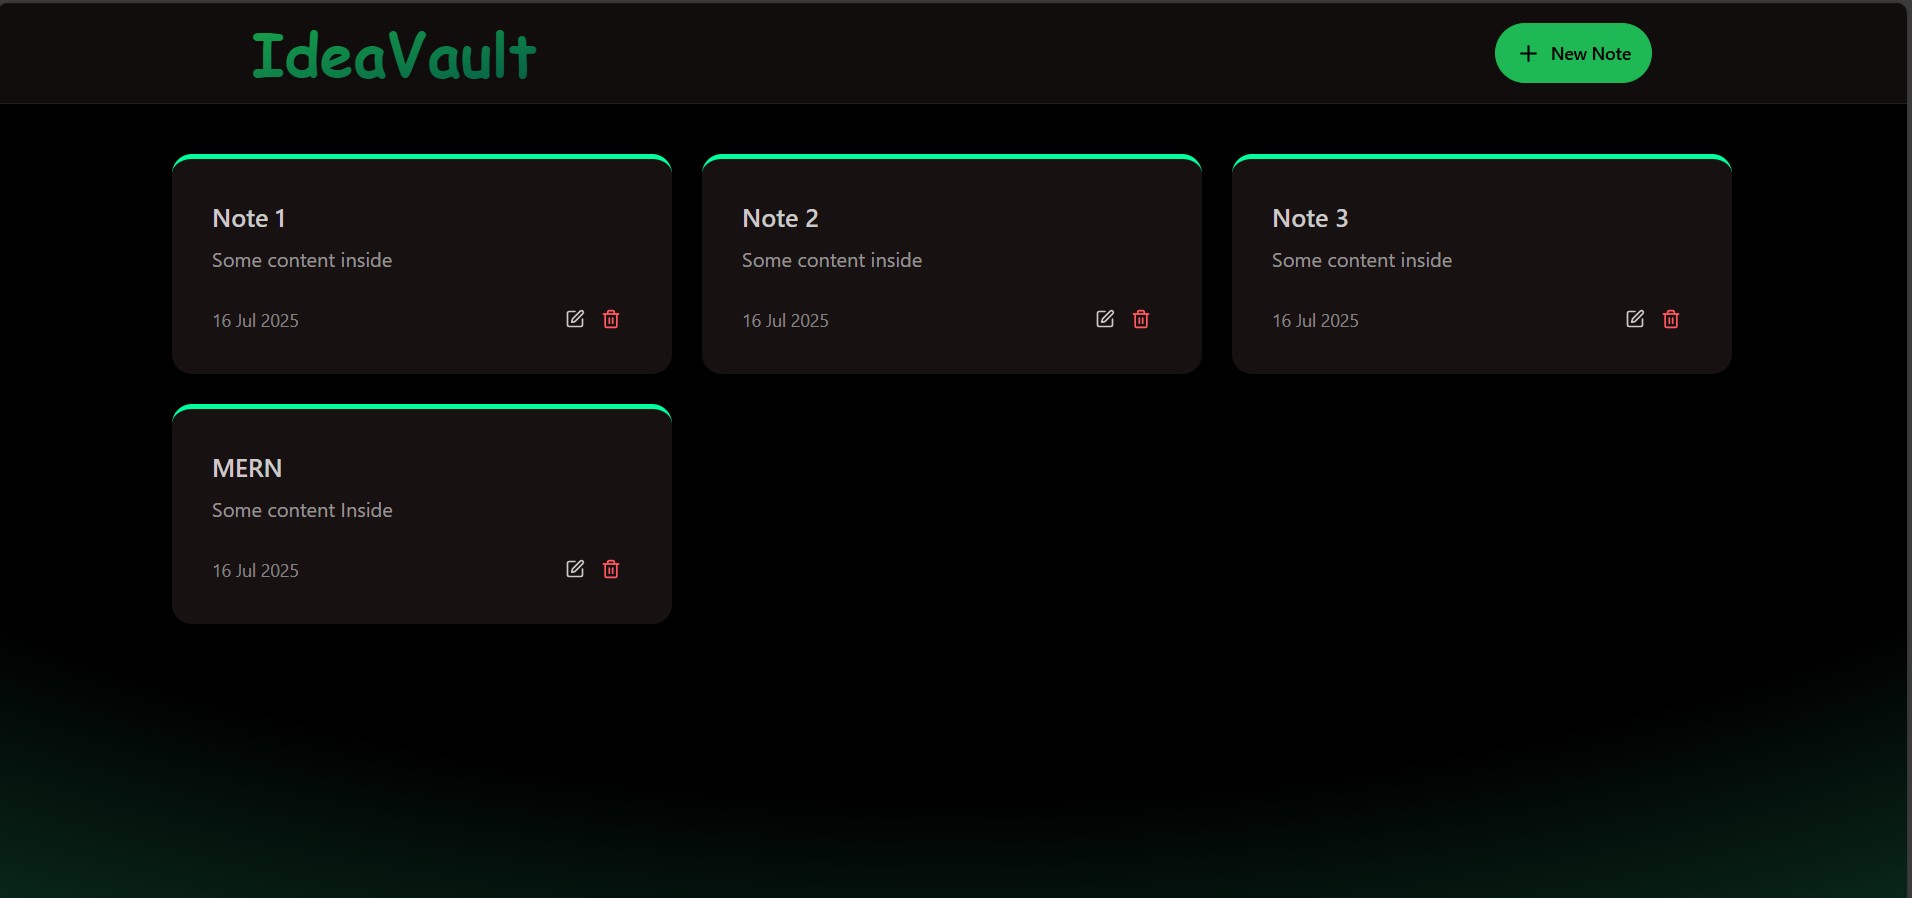 IdeaVault
New Note
Note 1
Some content inside
16 Jul 2025
Note 2
Some content inside
16 Jul 2025
Note 3
Some content inside
16 Jul 2025
MERN
Some content Inside
16 Jul 2025